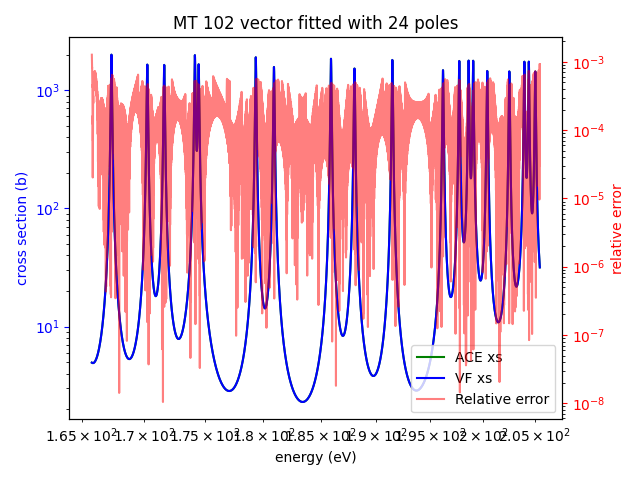 MT 102 vector fitted with 24 poles
10³
10²
10¹
cross section (b)
10⁻³
10⁻⁴
10⁻⁵
10⁻⁶
10⁻⁷
10⁻⁸
relative error
ACE xs
VF xs
Relative error
1.65 × 10² 1.7 × 10² 1.75 × 10² 1.8 × 10² 1.85 × 10² 1.9 × 10² 1.95 × 10² 2 × 10² 2.05 × 10²
energy (eV)